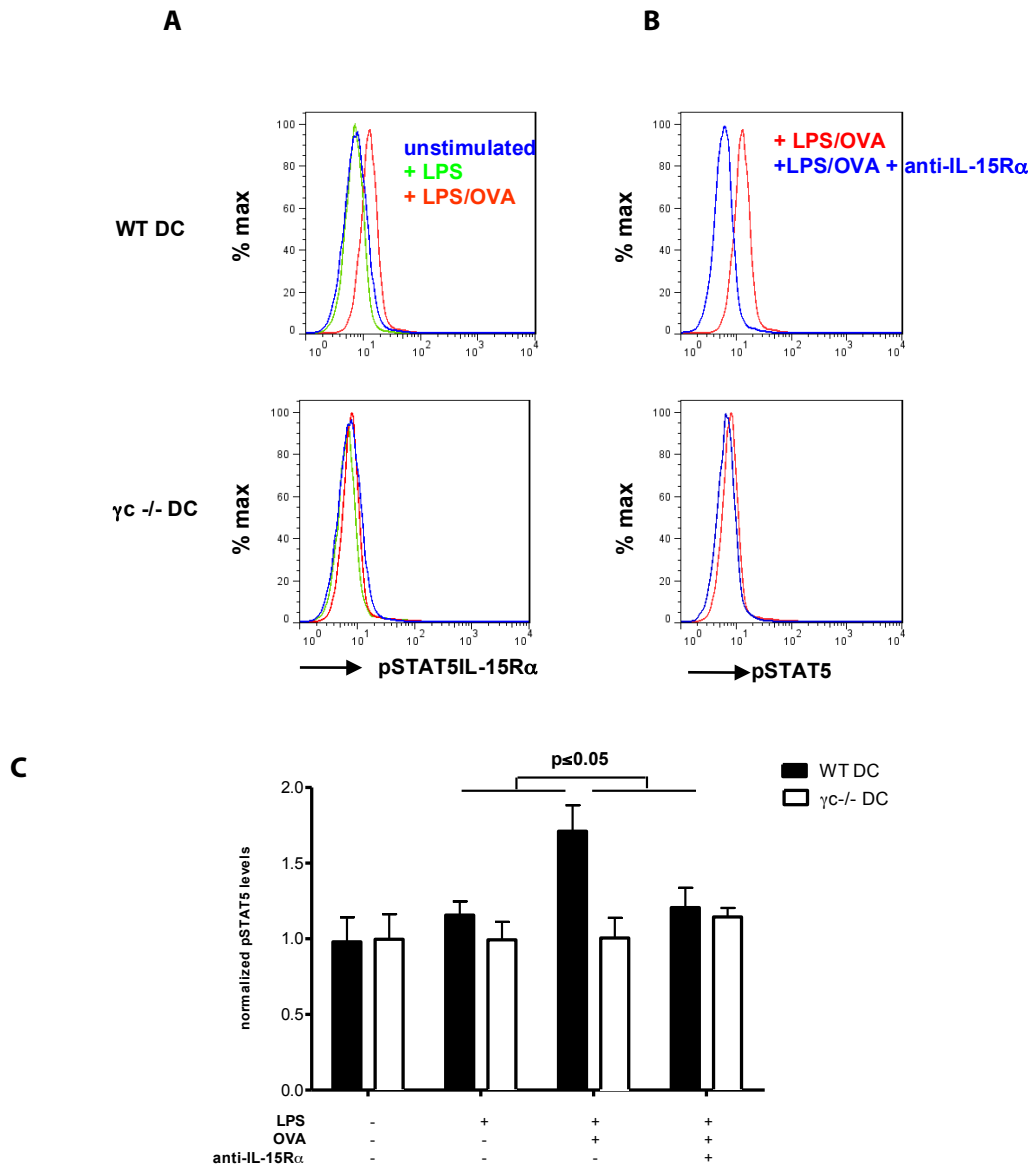 A
B
100
80
60
40
20
0
% max
WT DC
unstimulated
+ LPS
+ LPS/OVA
10⁰ 10¹ 10² 10³ 10⁴
100
80
60
40
20
0
% max
+ LPS/OVA
+LPS/OVA + anti-IL-15Rα
10⁰ 10¹ 10² 10³ 10⁴
100
80
60
40
20
0
% max
γc -/- DC
10⁰ 10¹ 10² 10³ 10⁴
pSTAT5IL-15Rα
100
80
60
40
20
0
% max
10⁰ 10¹ 10² 10³ 10⁴
pSTAT5
C
p≤0.05
WT DC
γc-/- DC
2.0
1.5
1.0
0.5
0.0
normalized pSTAT5 levels
LPS - + + +
OVA - - + +
anti-IL-15Rα - - - +